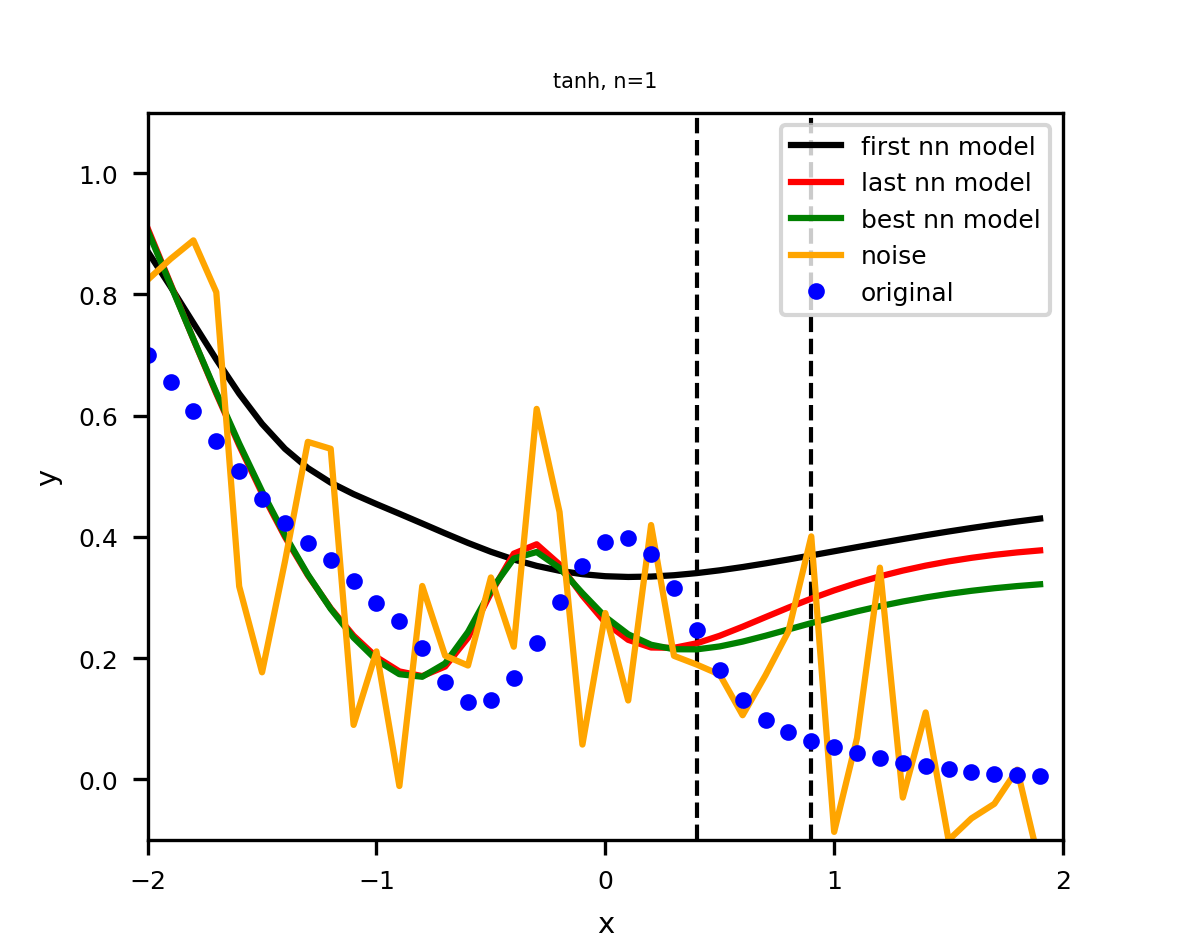 tanh, n=1
first nn model
last nn model
best nn model
noise
original
1.0
0.8
0.6
0.4
0.2
0.0
y
−2
−1
0
1
2
x